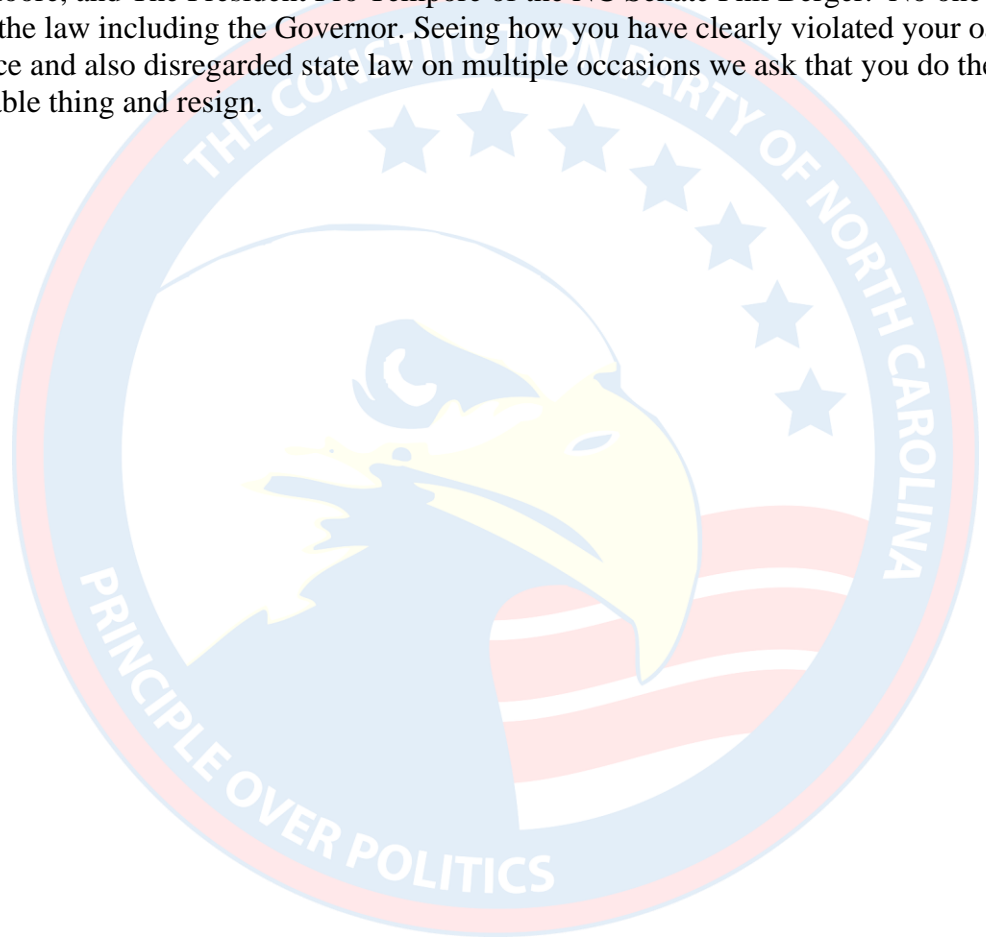 oore, and The President Pro Tempore of the NC Senate Phil Berger. No one
the law including the Governor. Seeing how you have clearly violated your oa
ce and also disregarded state law on multiple occasions we ask that you do the
able thing and resign.
THE CONSTITUTION PARTY OF NORTH CAROLINA
PRINCIPLE OVER POLITICS